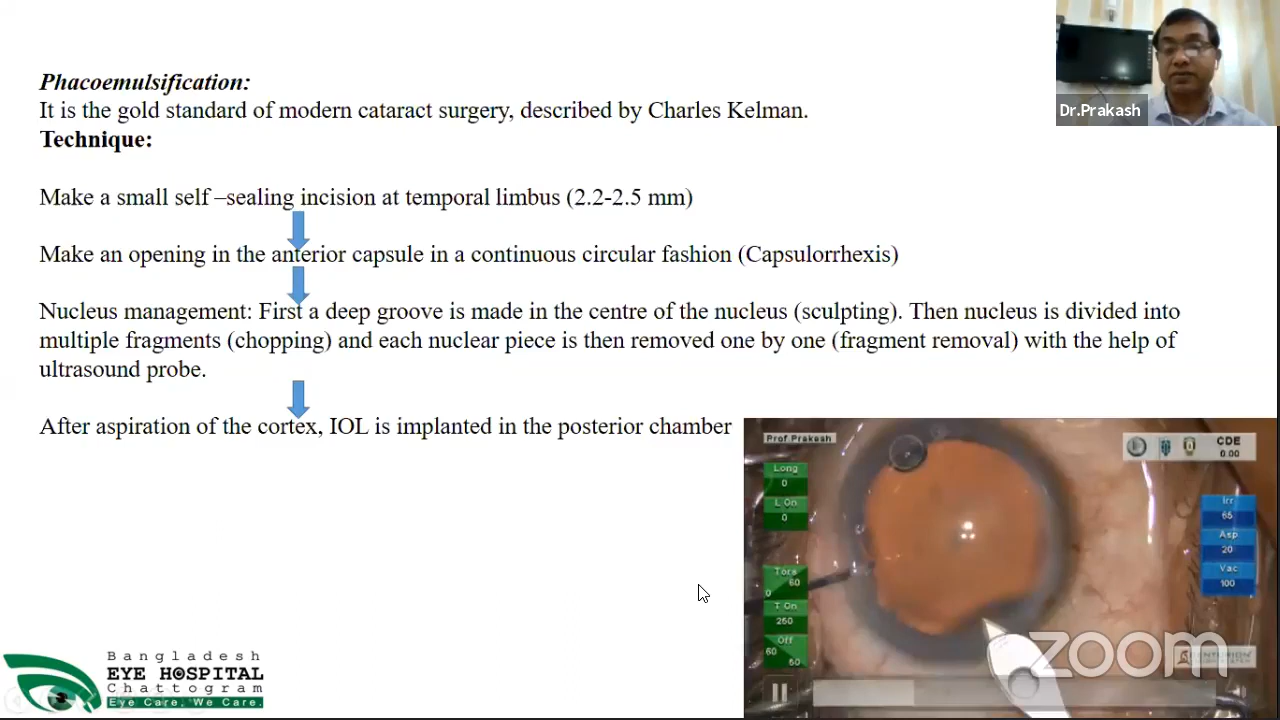 Phacoemulsification:
It is the gold standard of modern cataract surgery, described by Charles Kelman.
Technique:
Make a small self –sealing incision at temporal limbus (2.2-2.5 mm)
Make an opening in the anterior capsule in a continuous circular fashion (Capsulorrhexis)
Nucleus management: First a deep groove is made in the centre of the nucleus (sculpting). Then nucleus is divided into
multiple fragments (chopping) and each nuclear piece is then removed one by one (fragment removal) with the help of
ultrasound probe.
After aspiration of the cortex, IOL is implanted in the posterior chamber
Dr.Prakash
Prof.Prakash
Long
0
L On
0
Tors
60
0
T On
250
Off
60
50
CDE
0.00
Irr
65
Asp
20
Vac
100
zoom
CENTURION
Bangladesh
EYE HOSPITAL
Chattogram
Eye Care, We Care.